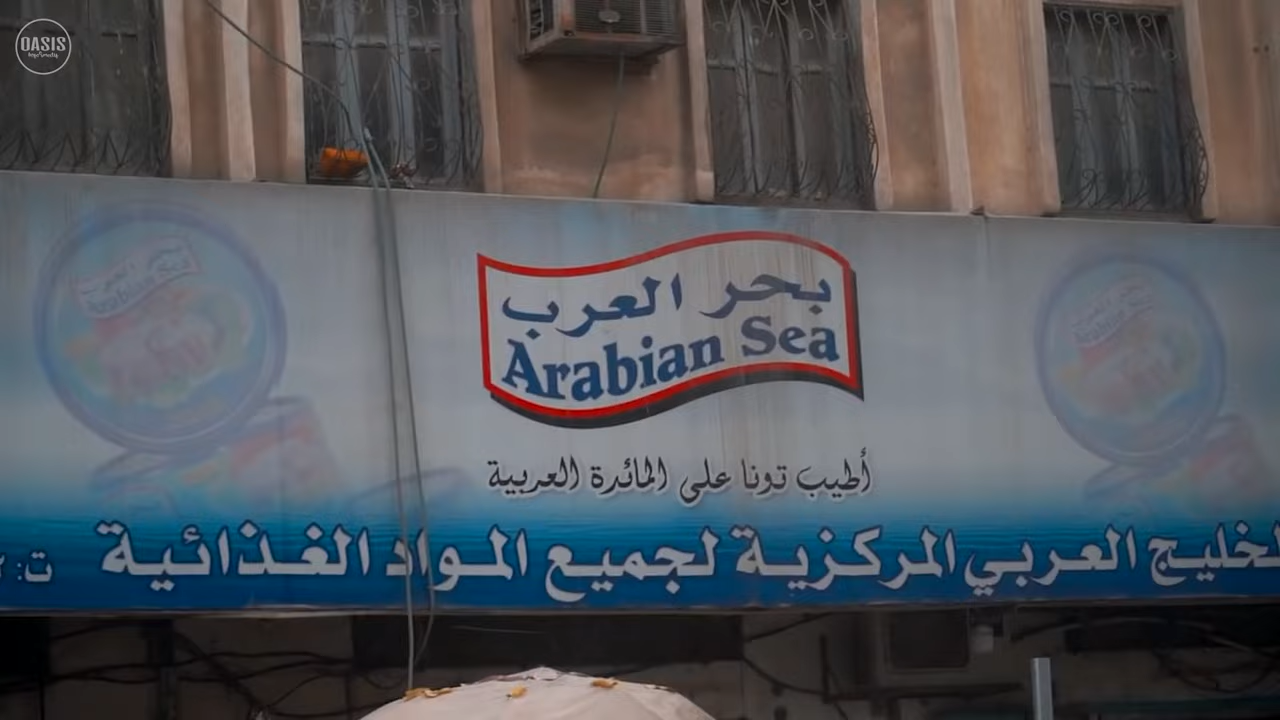 OASIS
بحر العرب
Arabian Sea
أطيب تونا على المائدة العربية
الخليج العربي المركزية لجميع المواد الغذائية ت: